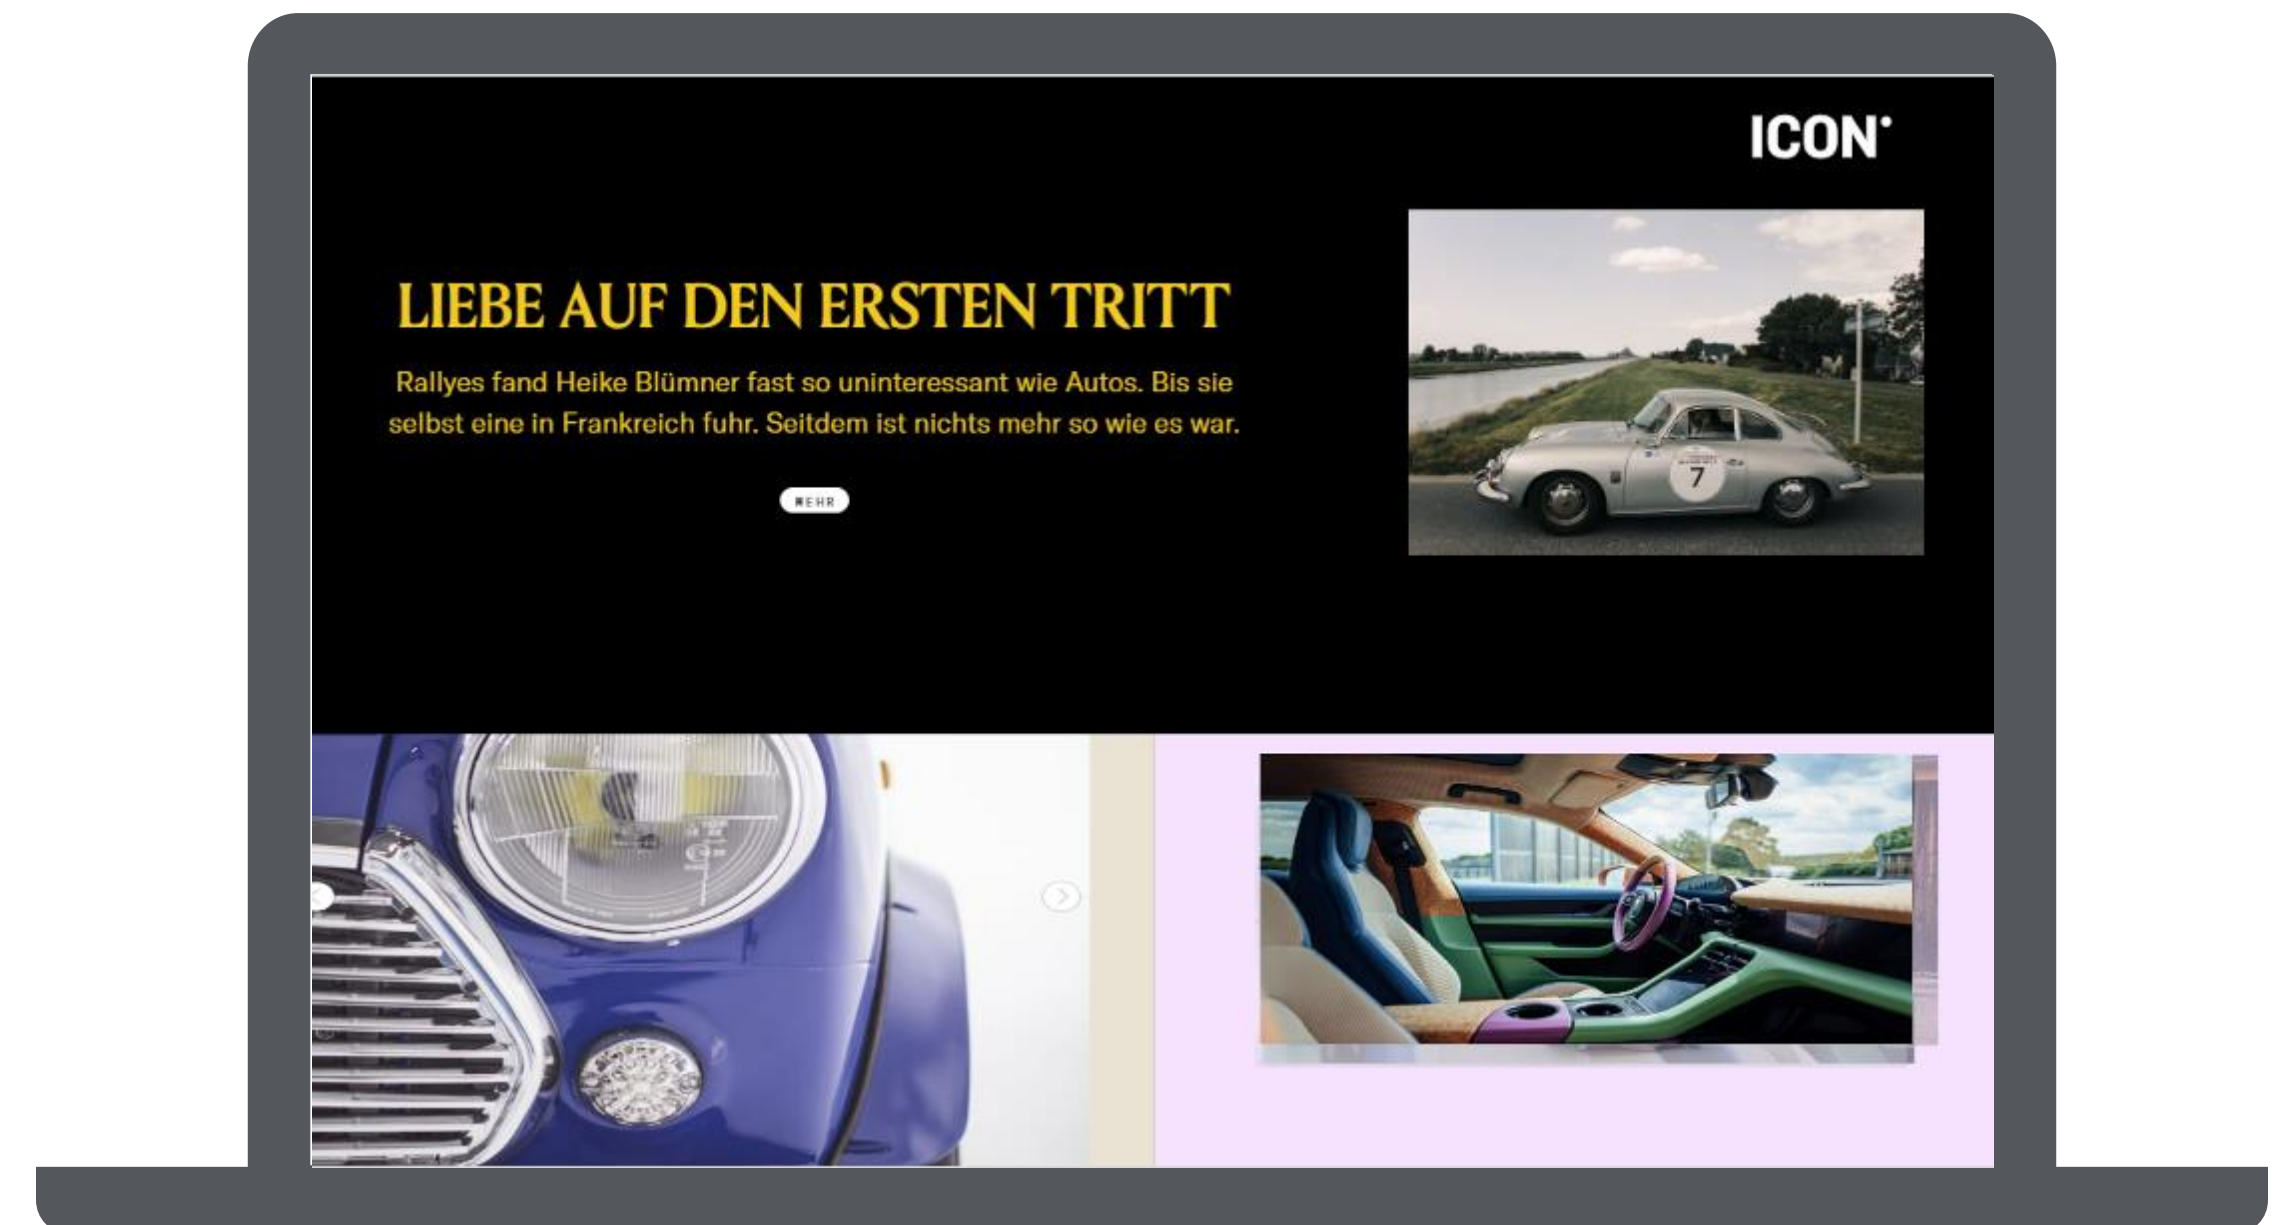 ICON
LIEBE AUF DEN ERSTEN TRITT
Rallyes fand Heike Blümner fast so uninteressant wie Autos. Bis sie
selbst eine in Frankreich fuhr. Seitdem ist nichts mehr so wie es war.
MEHR
7